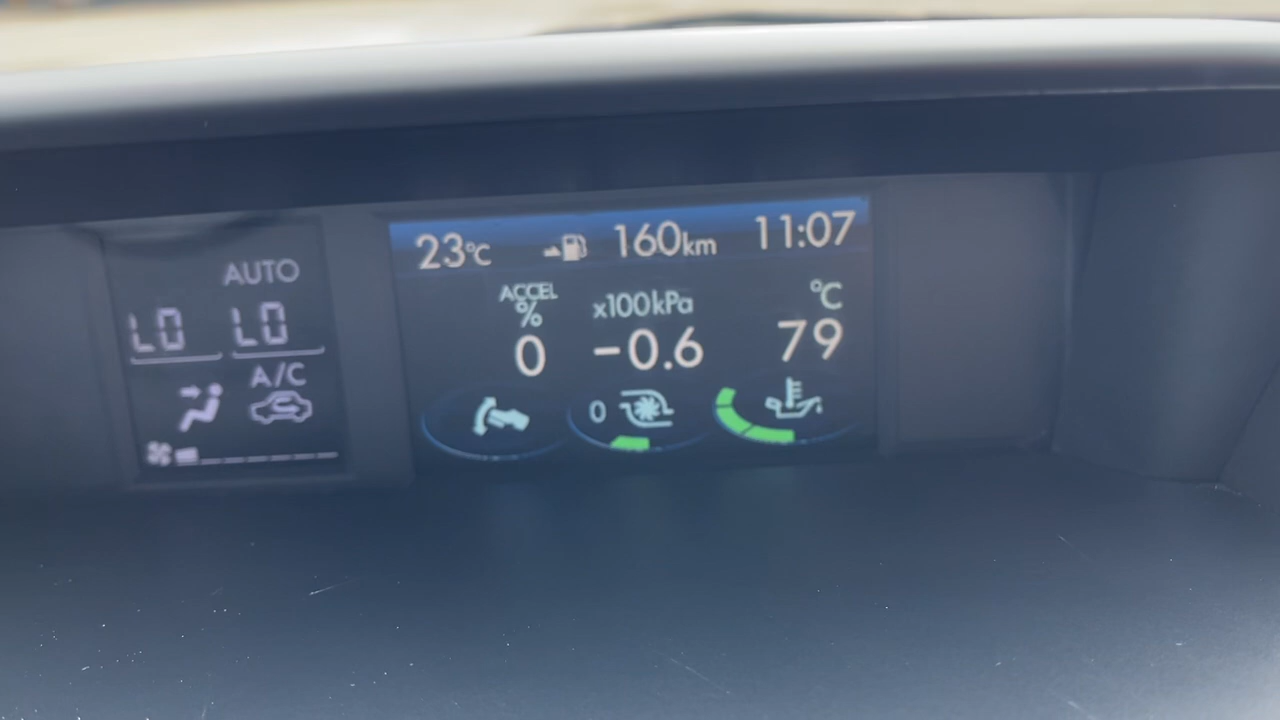 AUTO
LO LO
A/C
23°C 160km 11:07
ACCEL % x100kPa °C
0 -0.6 79
0